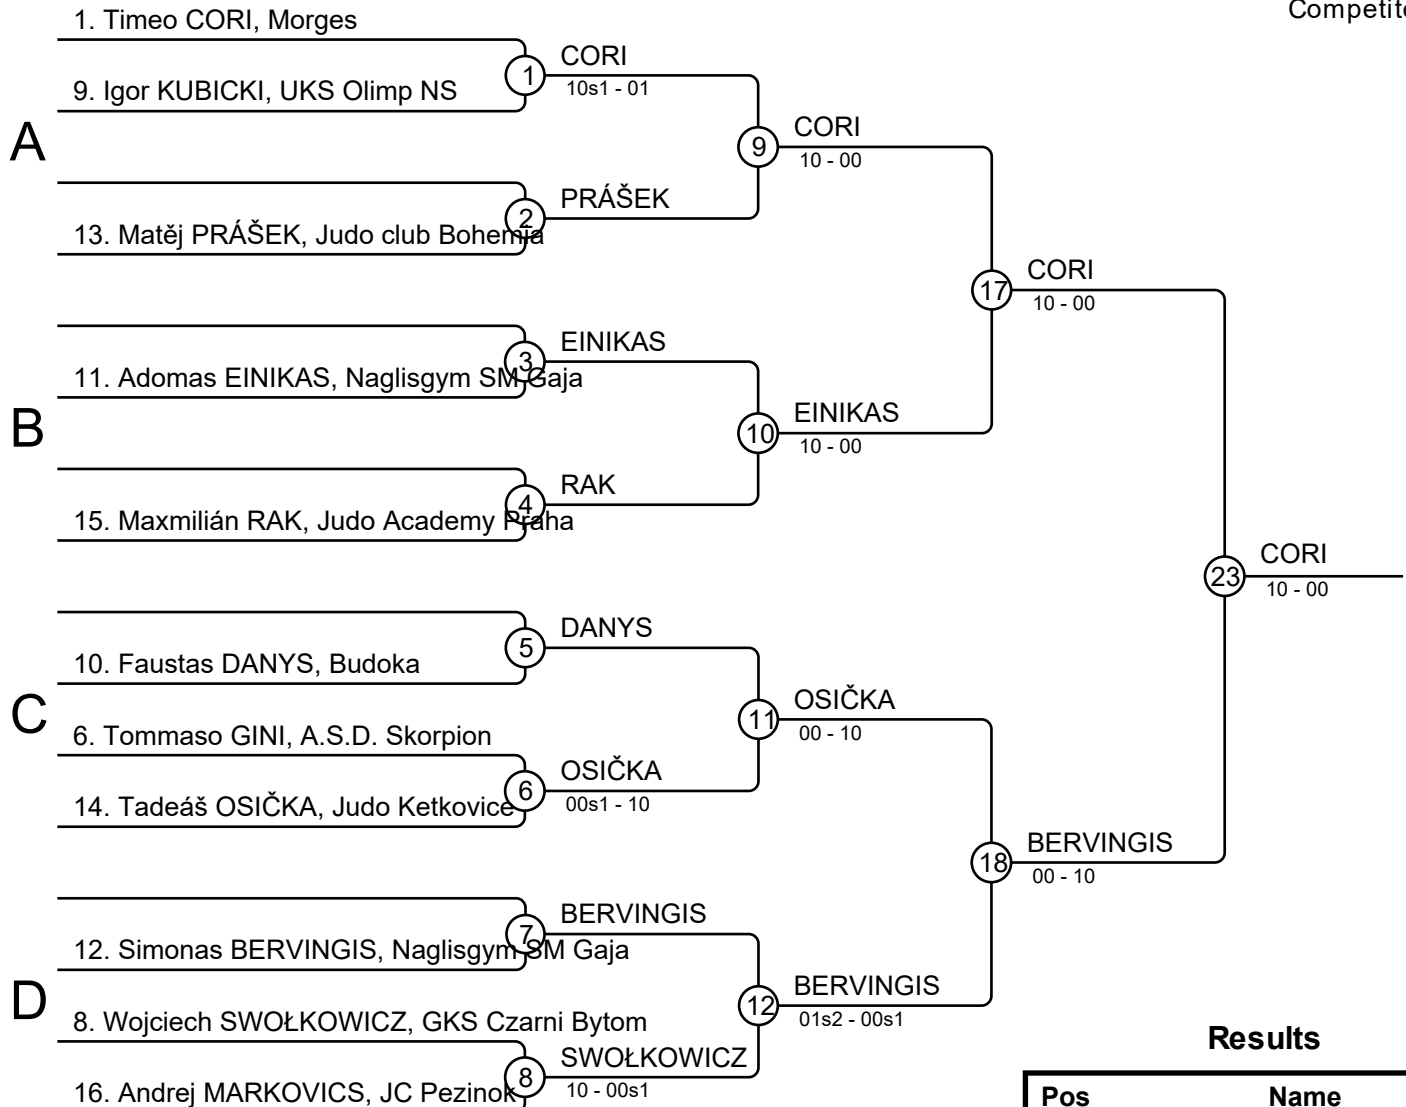 Competito
1. Timeo CORI, Morges
CORI
1
10s1 - 01
9. Igor KUBICKI, UKS Olimp NS
A
CORI
9
10 - 00
PRÁŠEK
2
13. Matěj PRÁŠEK, Judo club Bohemia
CORI
17
10 - 00
EINIKAS
3
11. Adomas EINIKAS, Naglisgym SM Gaja
B
EINIKAS
10
10 - 00
RAK
4
15. Maxmilián RAK, Judo Academy Praha
CORI
23
10 - 00
DANYS
5
10. Faustas DANYS, Budoka
C
OSIČKA
11
00 - 10
6. Tommaso GINI, A.S.D. Skorpion
OSIČKA
6
00s1 - 10
14. Tadeáš OSIČKA, Judo Ketkovice
BERVINGIS
18
00 - 10
BERVINGIS
7
12. Simonas BERVINGIS, Naglisgym SM Gaja
D
BERVINGIS
12
01s2 - 00s1
8. Wojciech SWOŁKOWICZ, GKS Czarni Bytom
SWOŁKOWICZ
8
10 - 00s1
16. Andrej MARKOVICS, JC Pezinok
Results
Pos Name